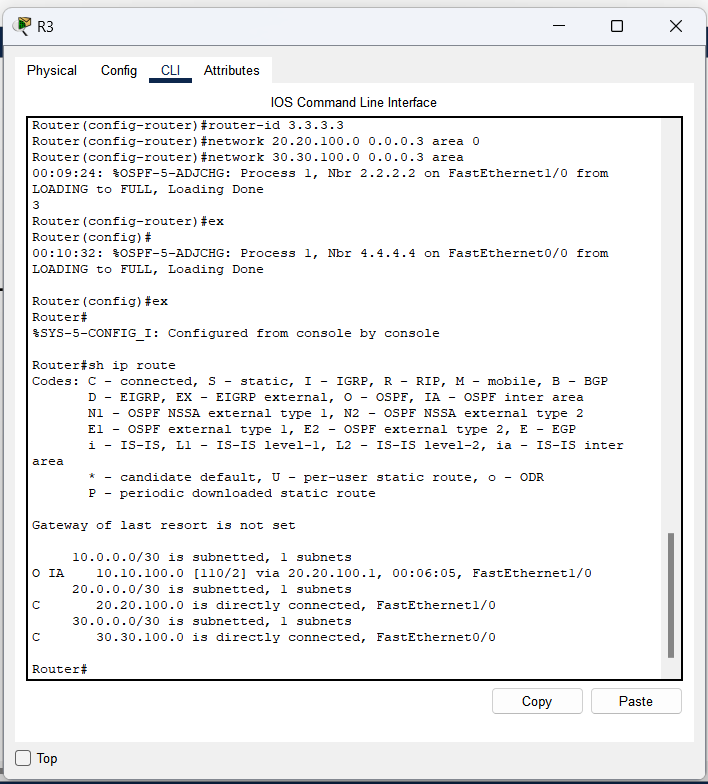 R3
Physical Config CLI Attributes
IOS Command Line Interface
Router(config-router)#router-id 3.3.3.3
Router(config-router)#network 20.20.100.0 0.0.0.3 area 0
Router(config-router)#network 30.30.100.0 0.0.0.3 area
00:09:24: %OSPF-5-ADJCHG: Process 1, Nbr 2.2.2.2 on FastEthernet1/0 from
LOADING to FULL, Loading Done
3
Router(config-router)#ex
Router(config)#
00:10:32: %OSPF-5-ADJCHG: Process 1, Nbr 4.4.4.4 on FastEthernet0/0 from
LOADING to FULL, Loading Done
Router(config)#ex
Router#
%SYS-5-CONFIG_I: Configured from console by console
Router#sh ip route
Codes: C - connected, S - static, I - IGRP, R - RIP, M - mobile, B - BGP
D - EIGRP, EX - EIGRP external, O - OSPF, IA - OSPF inter area
N1 - OSPF NSSA external type 1, N2 - OSPF NSSA external type 2
E1 - OSPF external type 1, E2 - OSPF external type 2, E - EGP
i - IS-IS, L1 - IS-IS level-1, L2 - IS-IS level-2, ia - IS-IS inter
area
* - candidate default, U - per-user static route, o - ODR
P - periodic downloaded static route
Gateway of last resort is not set
10.0.0.0/30 is subnetted, 1 subnets
O IA 10.10.100.0 [110/2] via 20.20.100.1, 00:06:05, FastEthernet1/0
20.0.0.0/30 is subnetted, 1 subnets
C 20.20.100.0 is directly connected, FastEthernet1/0
30.0.0.0/30 is subnetted, 1 subnets
C 30.30.100.0 is directly connected, FastEthernet0/0
Router#
Copy Paste
Top